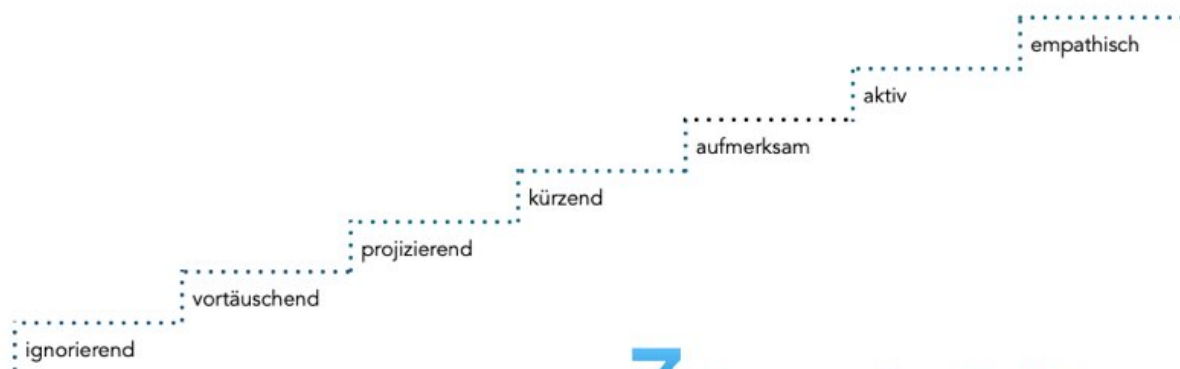 empathisch
aktiv
aufmerksam
kürzend
projizierend
vortäuschend
ignorierend